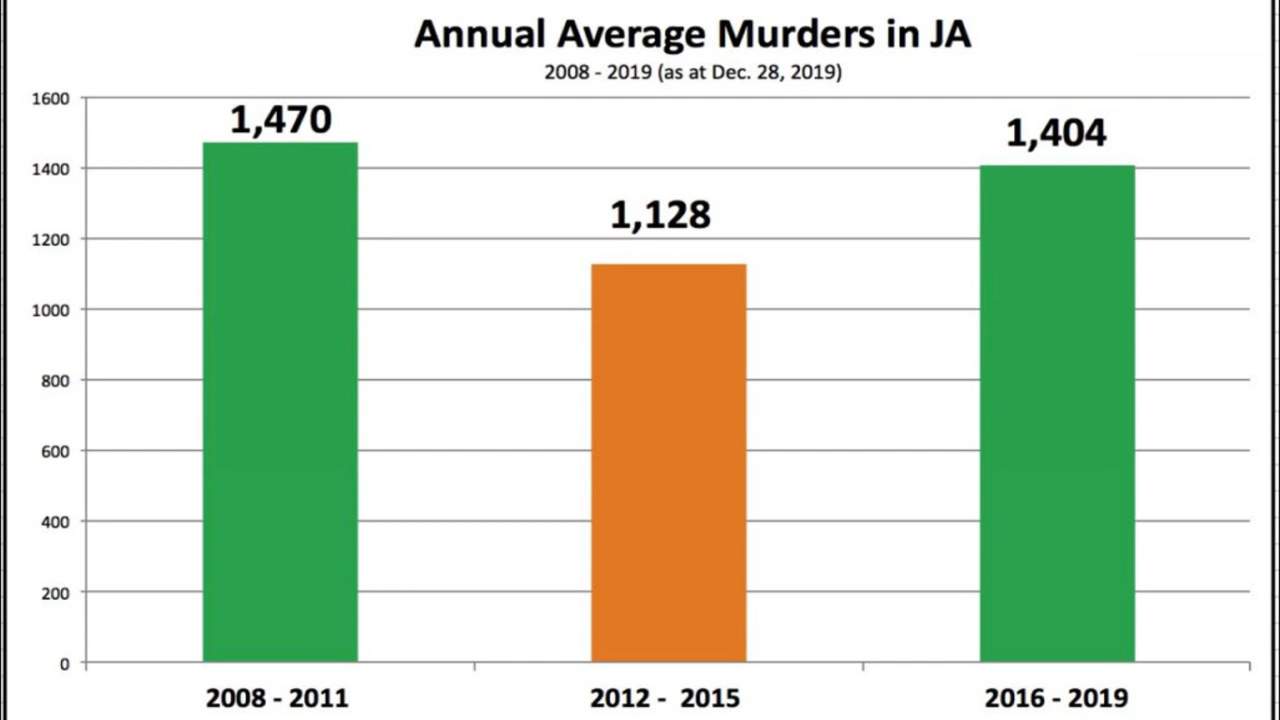 Annual Average Murders in JA
2008 - 2019 (as at Dec. 28, 2019)
1600
1400
1200
1000
800
600
400
200
0
1,470
1,128
1,404
2008 - 2011
2012 - 2015
2016 - 2019